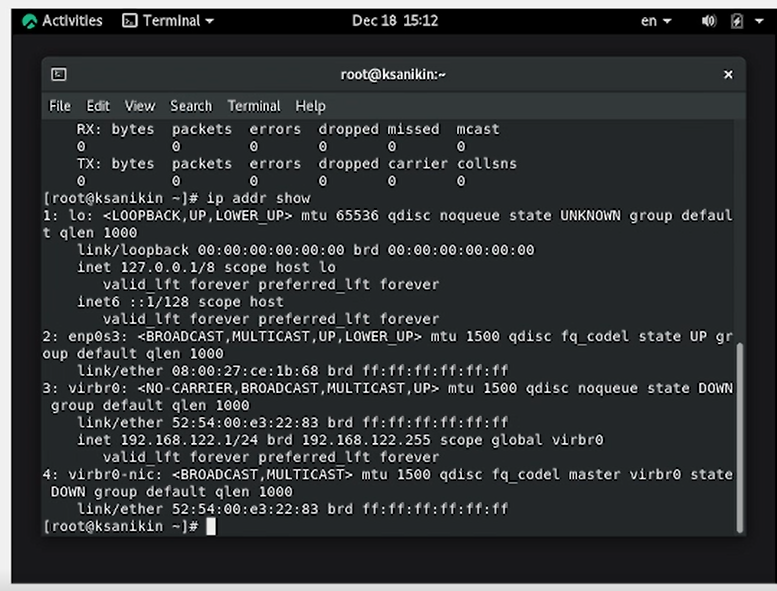 Activities Terminal Dec 18 15:12 en
root@ksanikin:~ ×
File Edit View Search Terminal Help
RX: bytes packets errors dropped missed mcast
0 0 0 0 0 0
TX: bytes packets errors dropped carrier collsns
0 0 0 0 0 0
[root@ksanikin ~]# ip addr show
1: lo: <LOOPBACK,UP,LOWER_UP> mtu 65536 qdisc noqueue state UNKNOWN group defaul
t qlen 1000
link/loopback 00:00:00:00:00:00 brd 00:00:00:00:00:00
inet 127.0.0.1/8 scope host lo
valid_lft forever preferred_lft forever
inet6 ::1/128 scope host
valid_lft forever preferred_lft forever
2: enp0s3: <BROADCAST,MULTICAST,UP,LOWER_UP> mtu 1500 qdisc fq_codel state UP gr
oup default qlen 1000
link/ether 08:00:27:ce:1b:68 brd ff:ff:ff:ff:ff:ff
3: virbr0: <NO-CARRIER,BROADCAST,MULTICAST,UP> mtu 1500 qdisc noqueue state DOWN
group default qlen 1000
link/ether 52:54:00:e3:22:83 brd ff:ff:ff:ff:ff:ff
inet 192.168.122.1/24 brd 192.168.122.255 scope global virbr0
valid_lft forever preferred_lft forever
4: virbr0-nic: <BROADCAST,MULTICAST> mtu 1500 qdisc fq_codel master virbr0 state
DOWN group default qlen 1000
link/ether 52:54:00:e3:22:83 brd ff:ff:ff:ff:ff:ff
[root@ksanikin ~]#